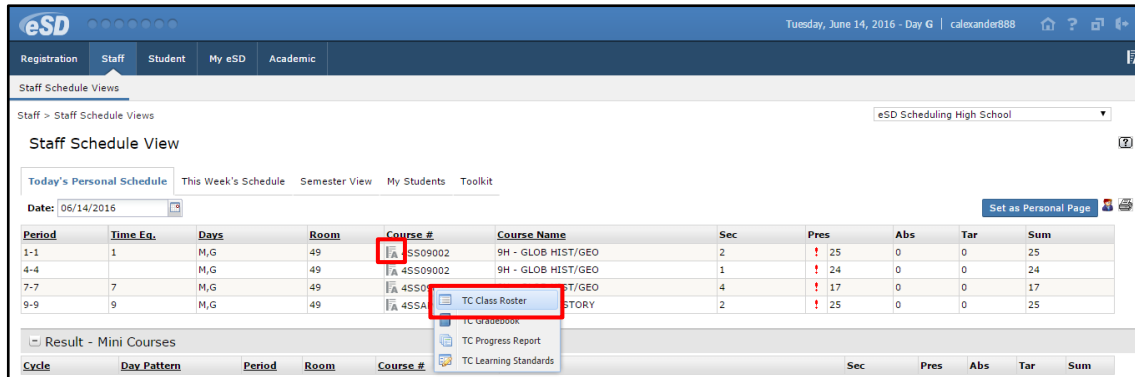 eSD Tuesday, June 14, 2016 - Day G | calexander888 ?
Registration Staff Student My eSD Academic
Staff Schedule Views
Staff > Staff Schedule Views eSD Scheduling High School
Staff Schedule View
Today's Personal Schedule This Week's Schedule Semester View My Students Toolkit
Date: 06/14/2016 Set as Personal Page
Period Time Eq. Days Room Course # Course Name Sec Pres Abs Tar Sum
1-1 1 M,G 49 4SS09002 9H - GLOB HIST/GEO 2 ! 25 0 0 25
4-4 M,G 49 4SS09002 9H - GLOB HIST/GEO 1 ! 24 0 0 24
7-7 7 M,G 49 4SS09 ST/GEO 4 ! 17 0 0 17
9-9 9 M,G 49 4SSA STORY 2 ! 25 0 0 25
TC Class Roster
TC Gradebook
TC Progress Report
TC Learning Standards
Result - Mini Courses
Cycle Day Pattern Period Room Course # Sec Pres Abs Tar Sum